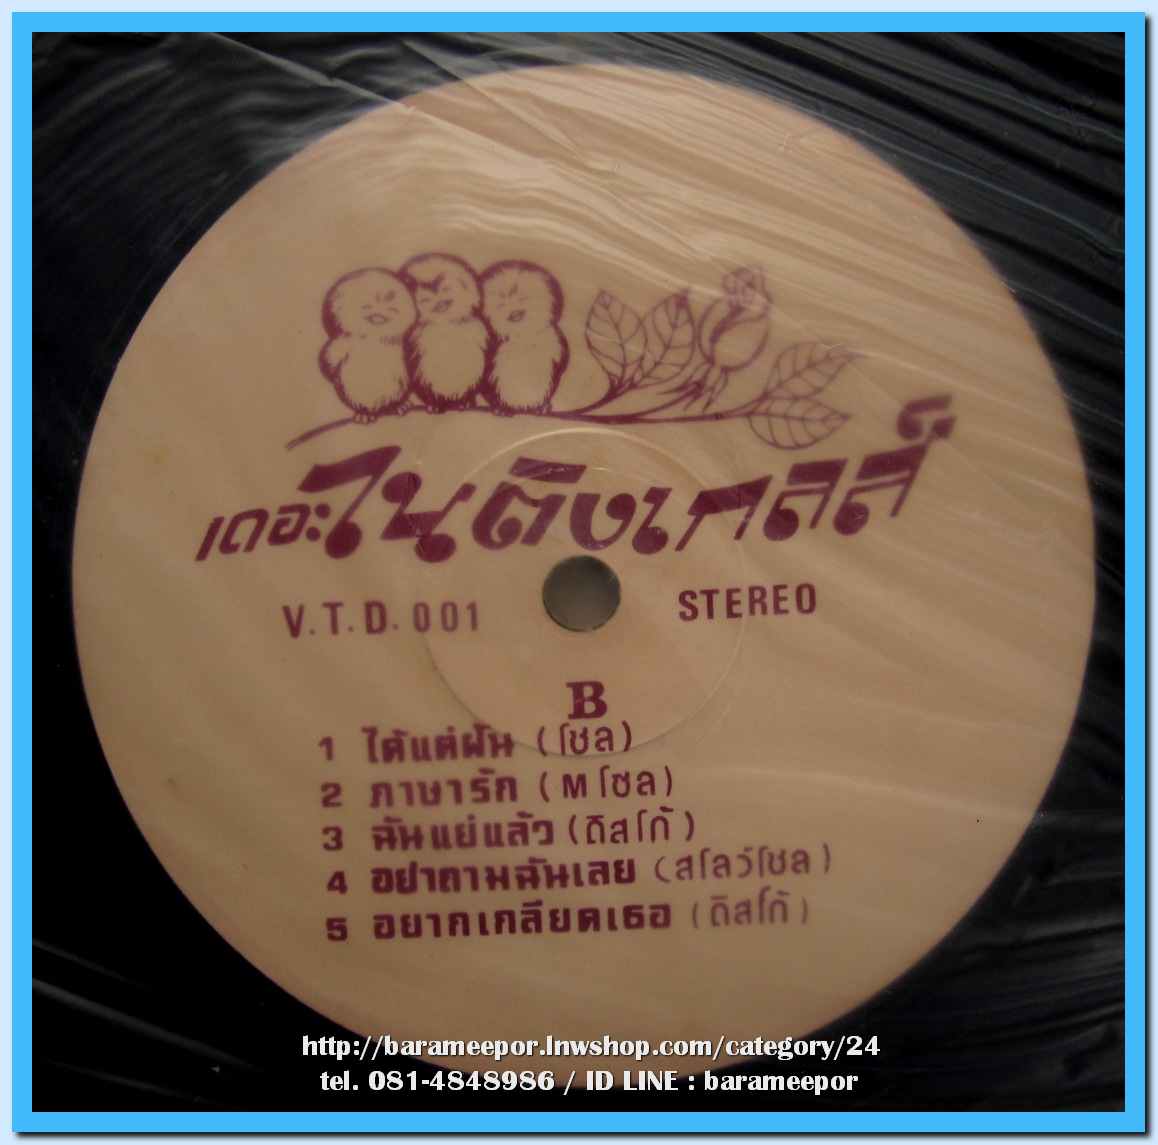 เดอะไนติงเกลส์
V.T.D. 001
STEREO
B
1 ได้แต่ฝัน (โซล)
2 ภาษารัก (M โซล)
3 ฉันแย่แล้ว (ดิสโก้)
4 อย่าถามฉันเลย (สโลว์โซล)
5 อยากเกลียดเธอ (ดิสโก้)
http://barameepor.lnwshop.com/category/24
tel. 081-4848986 / ID LINE : barameepor